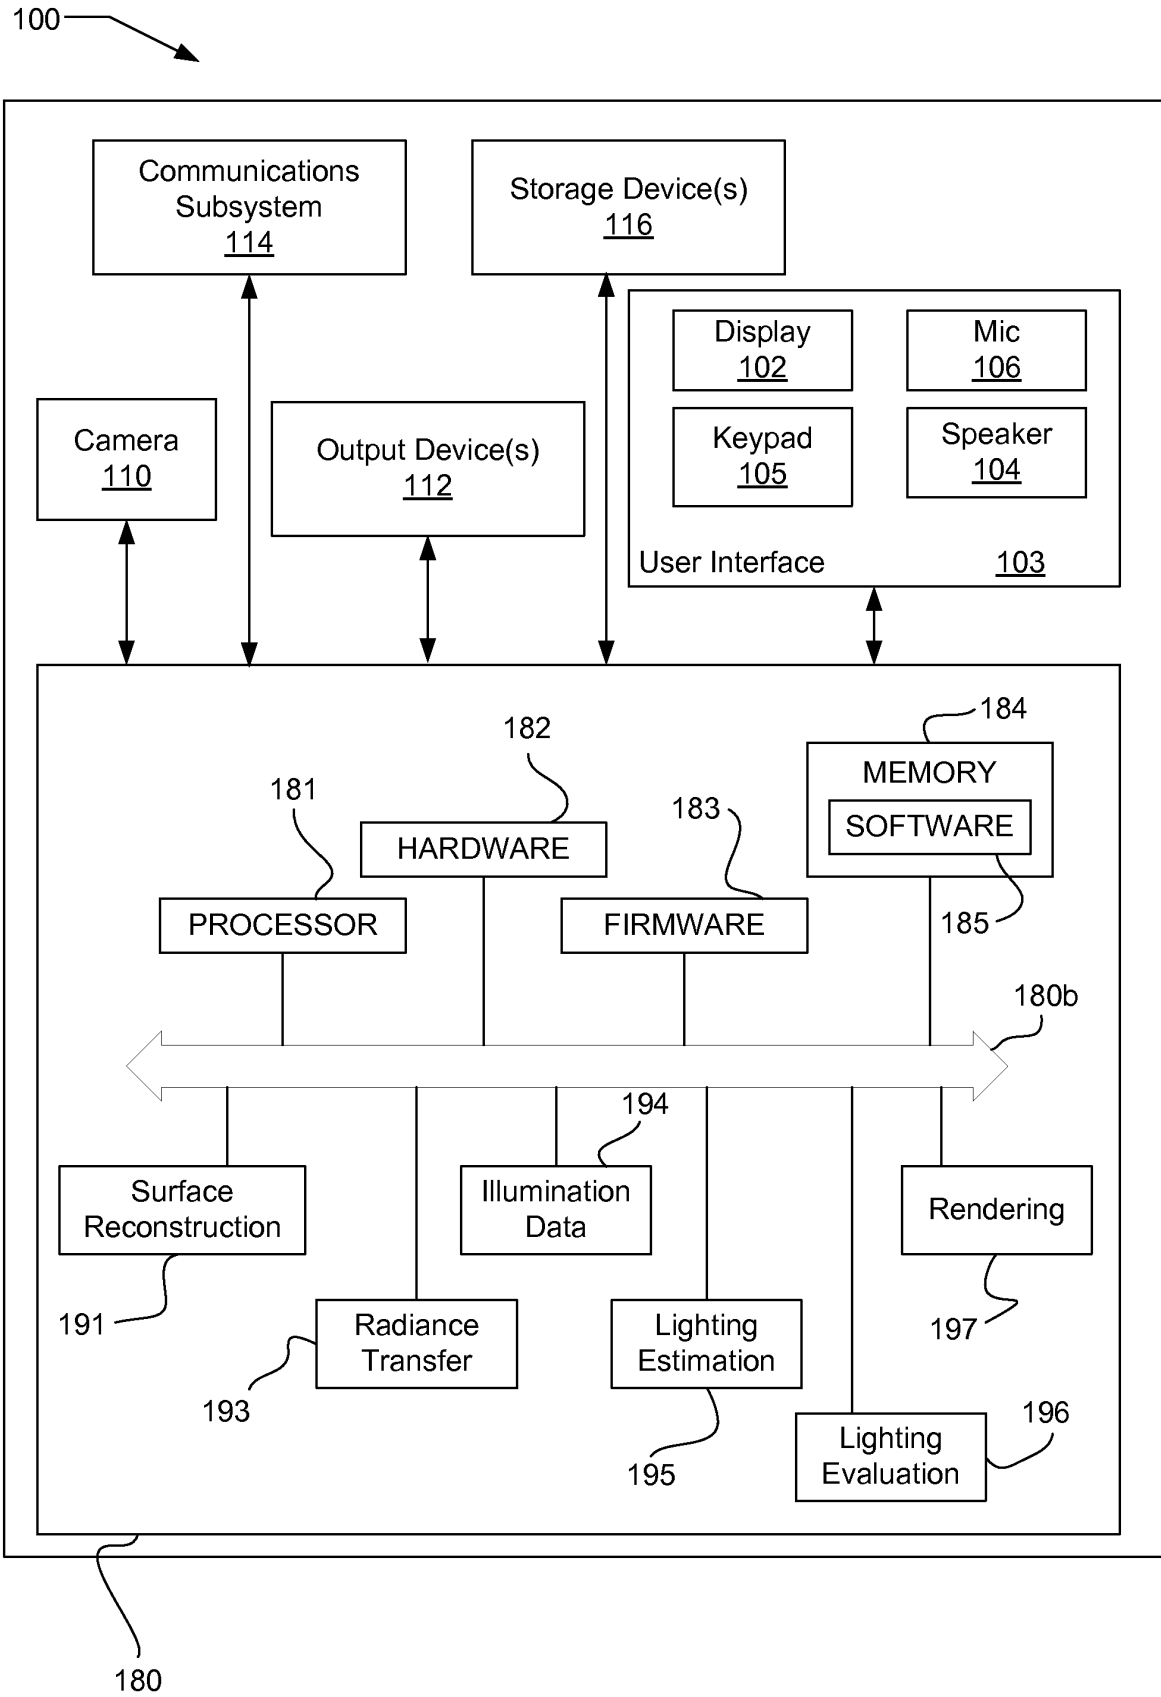 100
Communications
Subsystem
114
Storage Device(s)
116
Display
102
Mic
106
Camera
110
Output Device(s)
112
Keypad
105
Speaker
104
User Interface 103
184
182
MEMORY
181
183
SOFTWARE
HARDWARE
PROCESSOR
FIRMWARE
185
180b
194
Surface
Reconstruction
Illumination
Data
Rendering
191
Radiance
Transfer
Lighting
Estimation
197
193
196
Lighting
Evaluation
195
180